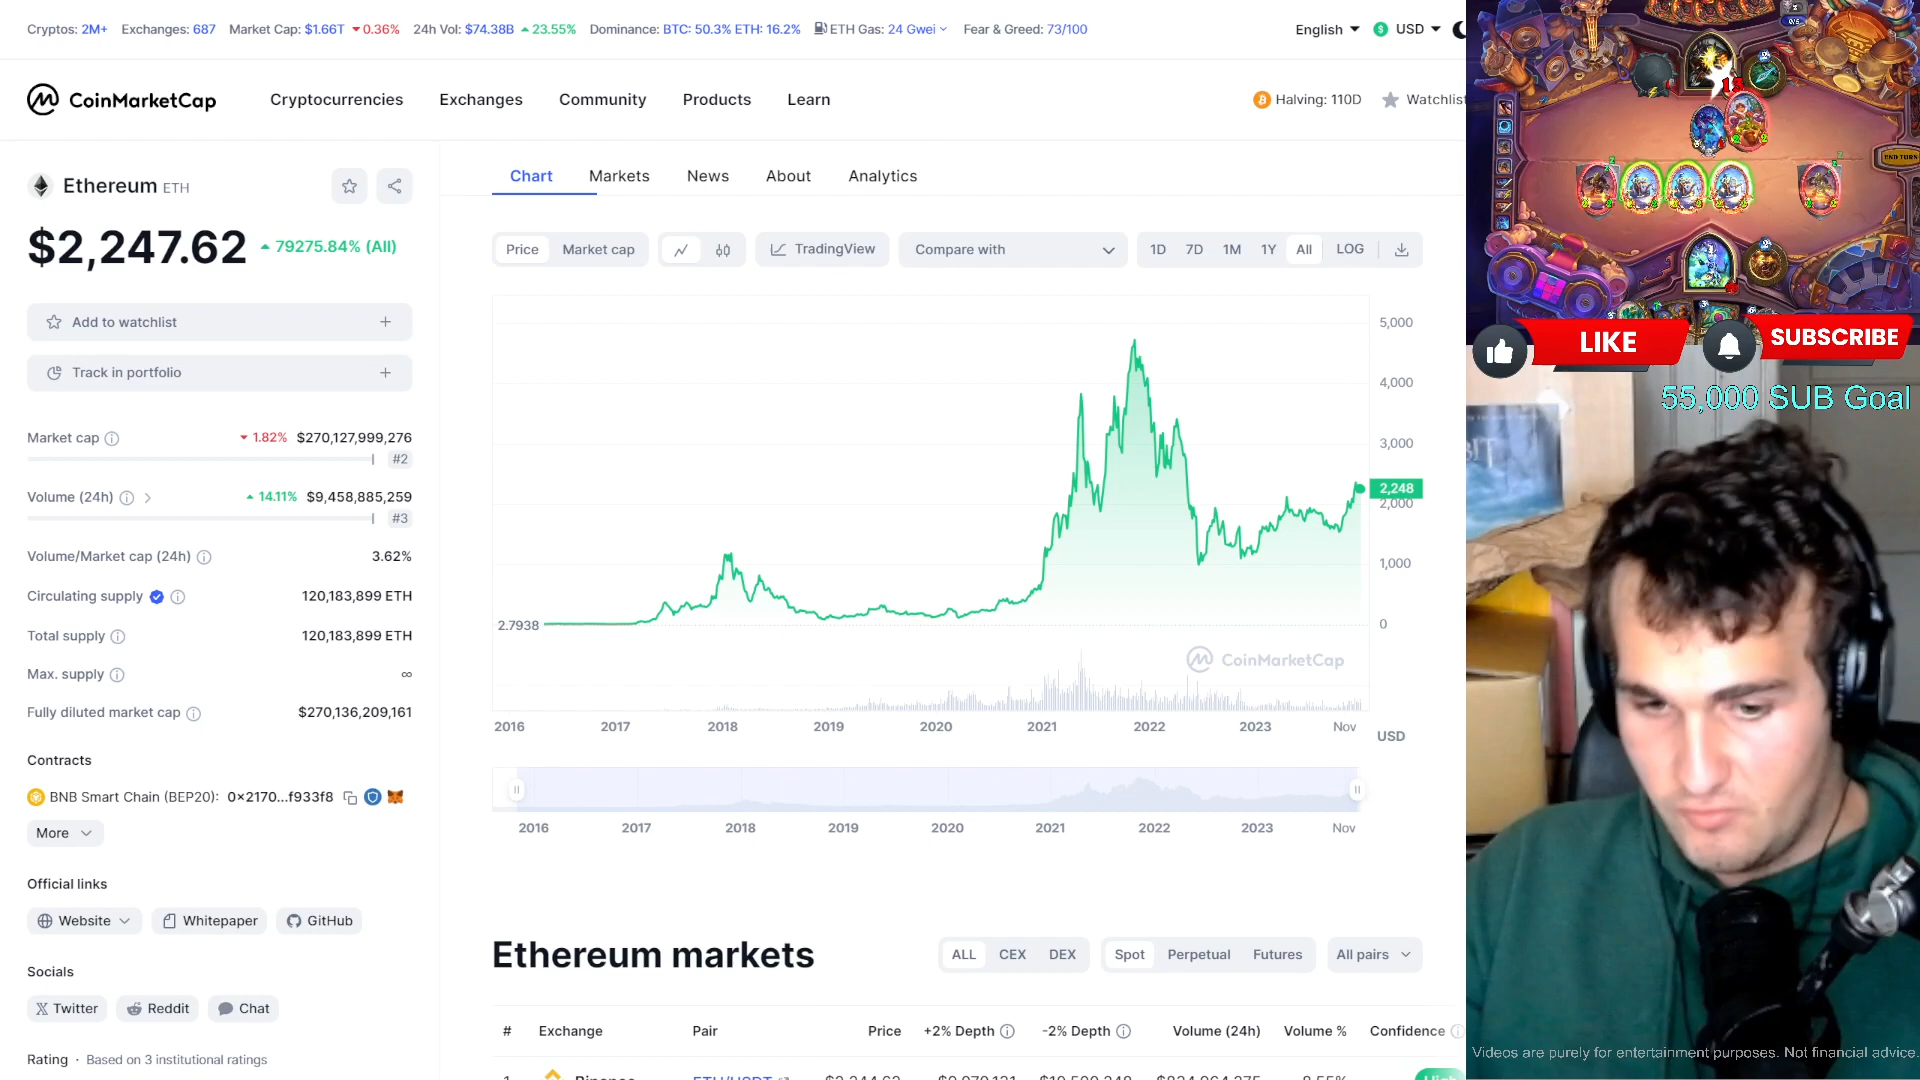 Cryptos: 2M+ Exchanges: 687 Market Cap: $1.66T 0.36% 24h Vol: $74.38B 23.55% Dominance: BTC: 50.3% ETH: 16.2% ETH Gas: 24 Gwei Fear & Greed: 73/100
English USD
CoinMarketCap Cryptocurrencies Exchanges Community Products Learn
Halving: 110D Watchlist
Ethereum ETH
$2,247.62 79275.84% (All)
Add to watchlist
Track in portfolio
Market cap 1.82% $270,127,999,276
#2
Volume (24h) 14.11% $9,458,885,259
#3
Volume/Market cap (24h) 3.62%
Circulating supply 120,183,899 ETH
Total supply 120,183,899 ETH
Max. supply ∞
Fully diluted market cap $270,136,209,161
Contracts
BNB Smart Chain (BEP20): 0x2170...f933f8
More
Official links
Website Whitepaper GitHub
Socials
Twitter Reddit Chat
Rating · Based on 3 institutional ratings
Chart Markets News About Analytics
Price Market cap TradingView Compare with 1D 7D 1M 1Y All LOG
5,000
4,000
3,000
2,248
2,000
1,000
0
2.7938
CoinMarketCap
2016 2017 2018 2019 2020 2021 2022 2023 Nov
USD
2016 2017 2018 2019 2020 2021 2022 2023 Nov
Ethereum markets ALL CEX DEX Spot Perpetual Futures All pairs
# Exchange Pair Price +2% Depth -2% Depth Volume (24h) Volume % Confidence
END TURN
LIKE SUBSCRIBE
55,000 SUB Goal
Videos are purely for entertainment purposes. Not financial advice.